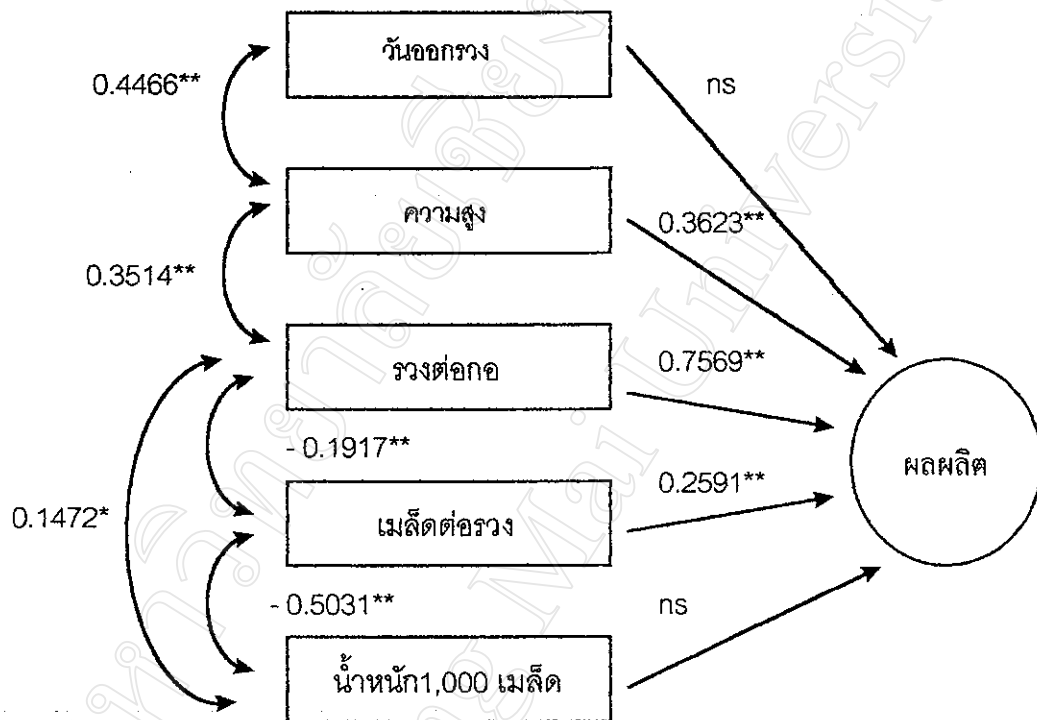 วันออกรวง
0.4466**
ns
ความสูง
0.3623**
0.3514**
รวงต่อกอ
0.7569**
- 0.1917**
ผลผลิต
0.2591**
0.1472*
เมล็ดต่อรวง
- 0.5031**
ns
น้ำหนัก1,000 เมล็ด